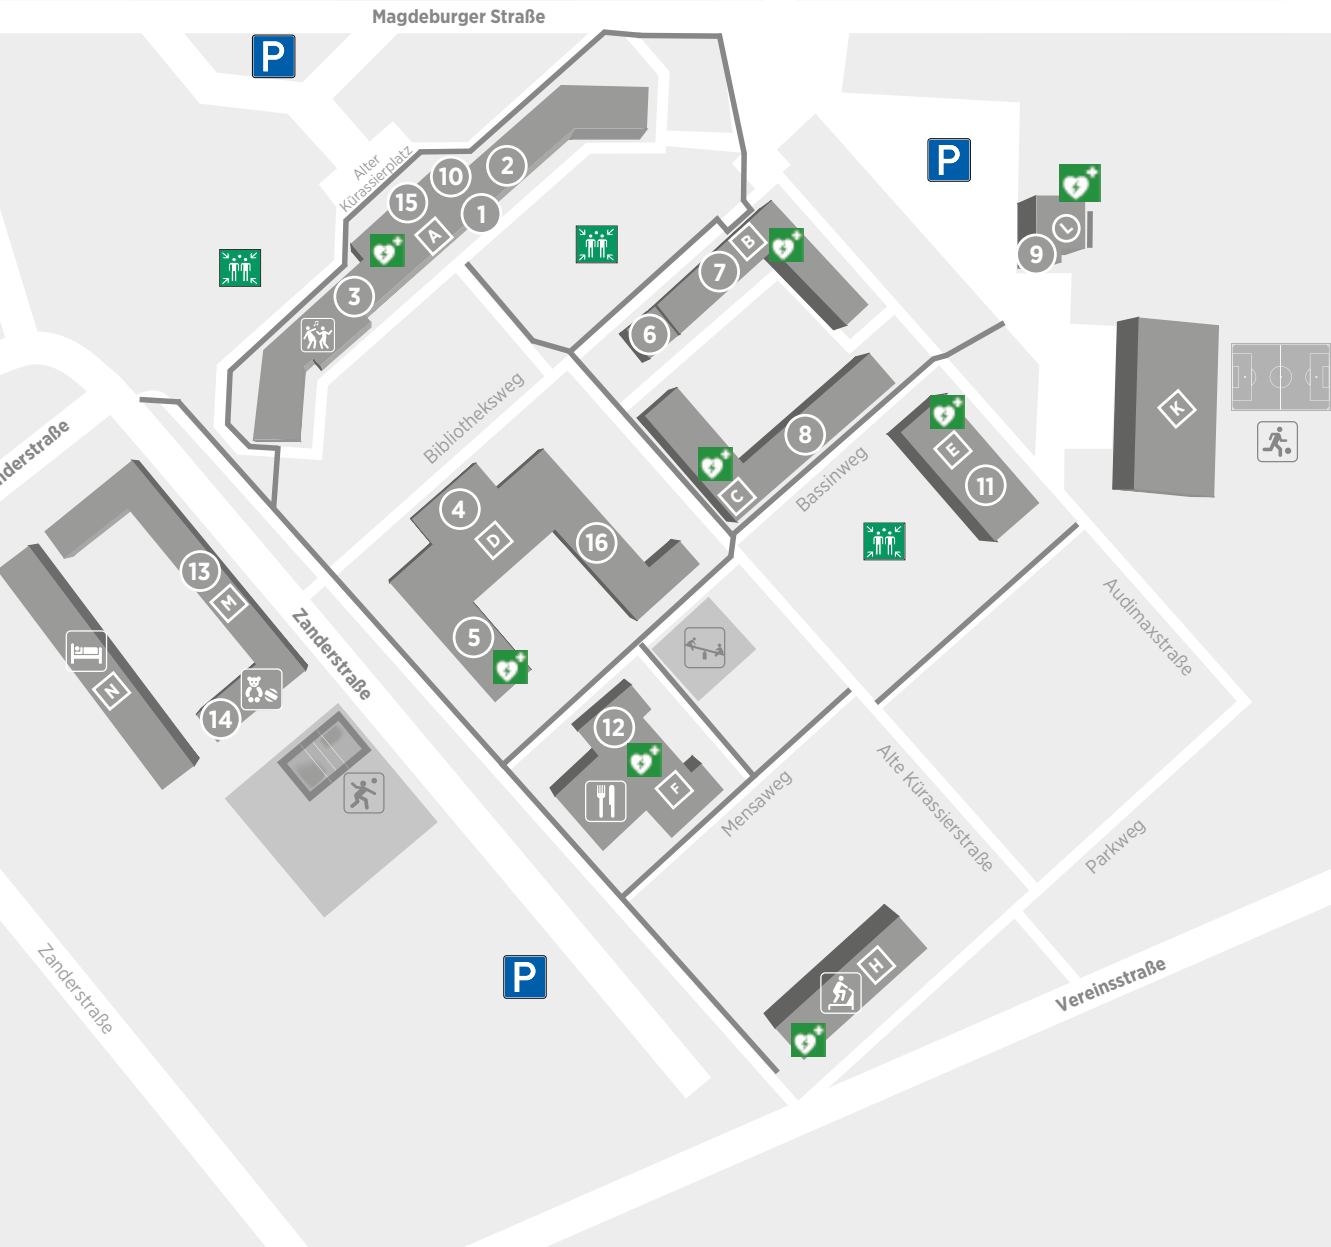 Magdeburger Straße
P
Alter
Kürassierplatz
P
2
10
15
1
A
3
B
7
6
L
9
K
8
C
E
11
Bibliotheksweg
Bassinweg
nderstraße
4
D
16
5
13
M
N
14
Zanderstraße
12
F
Mensaweg
Audimaxstraße
Alte Kürassierstraße
Parkweg
H
Vereinsstraße
P
Zanderstraße